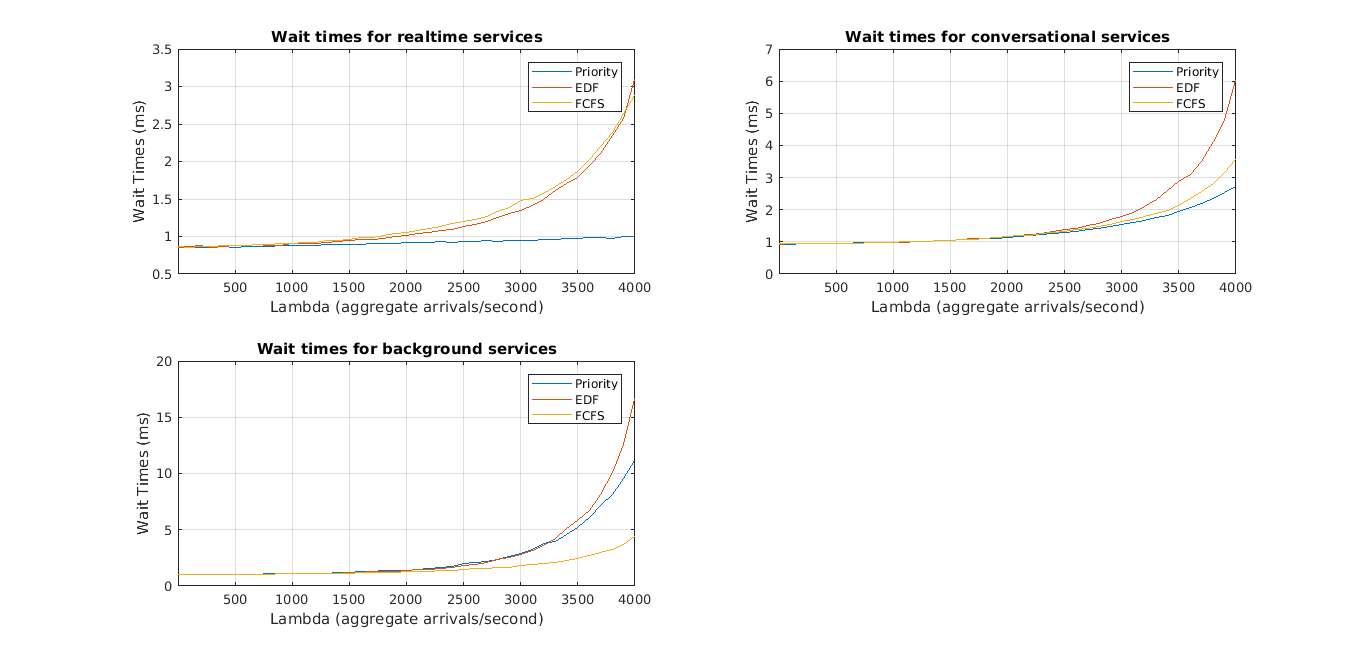 Wait times for realtime services
3.5
3
2.5
2
1.5
1
0.5
Wait Times (ms)
Priority
EDF
FCFS
500 1000 1500 2000 2500 3000 3500 4000
Lambda (aggregate arrivals/second)
Wait times for conversational services
7
6
5
4
3
2
1
0
Wait Times (ms)
Priority
EDF
FCFS
500 1000 1500 2000 2500 3000 3500 4000
Lambda (aggregate arrivals/second)
Wait times for background services
20
15
10
5
0
Wait Times (ms)
Priority
EDF
FCFS
500 1000 1500 2000 2500 3000 3500 4000
Lambda (aggregate arrivals/second)